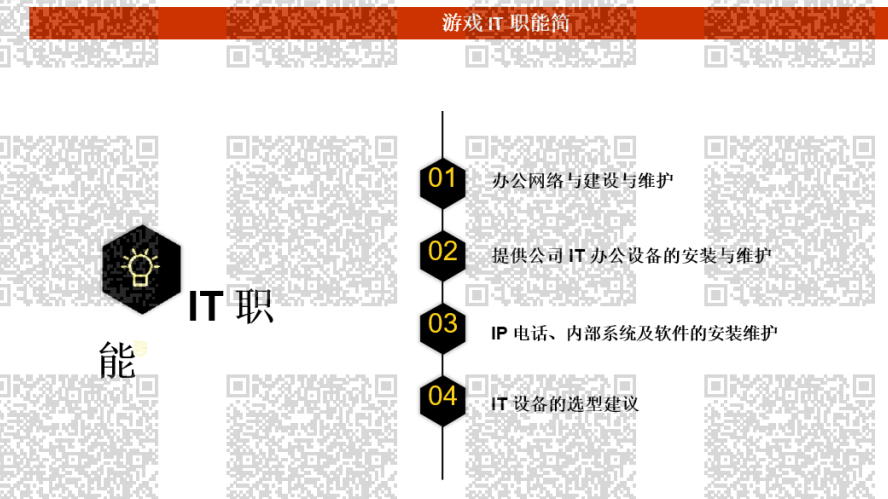 游戏 IT 职能简
IT 职
能
01
办公网络与建设与维护
02
提供公司 IT 办公设备的安装与维护
03
IP 电话、内部系统及软件的安装维护
04
IT 设备的选型建议